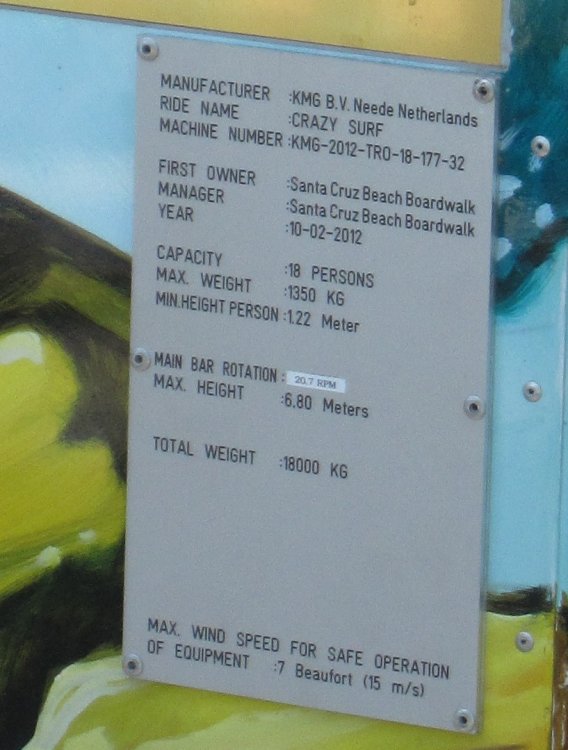 MANUFACTURER :KMG B.V. Neede Netherlands
RIDE NAME :CRAZY SURF
MACHINE NUMBER :KMG-2012-TRO-18-177-32
FIRST OWNER :Santa Cruz Beach Boardwalk
MANAGER :Santa Cruz Beach Boardwalk
YEAR :10-02-2012
CAPACITY :18 PERSONS
MAX. WEIGHT :1350 KG
MIN.HEIGHT PERSON :1.22 Meter
MAIN BAR ROTATION : 20.7 RPM
MAX. HEIGHT :6.80 Meters
TOTAL WEIGHT :18000 KG
MAX. WIND SPEED FOR SAFE OPERATION
OF EQUIPMENT :7 Beaufort (15 m/s)